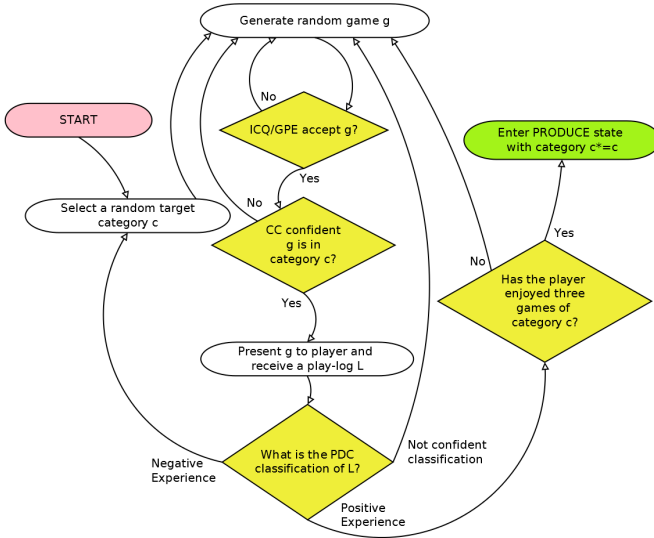 Generate random game g
No
START
ICQ/GPE accept g?
Enter PRODUCE state
with category c*=c
Yes
Select a random target
category c
No
CC confident
g is in
category c?
Yes
No
Has the player
enjoyed three
games of
category c?
Yes
Present g to player and
receive a play-log L
What is the PDC
classification of L?
Not confident
classification
Negative
Experience
Positive
Experience